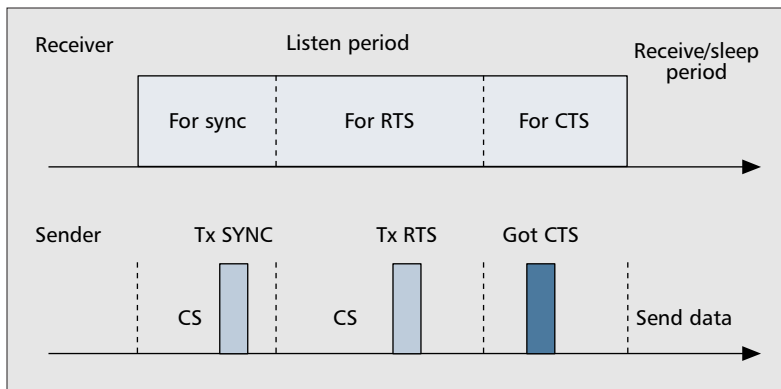 Receiver
Listen period
Receive/sleep
period
For sync
For RTS
For CTS
Sender
Tx SYNC
Tx RTS
Got CTS
CS
CS
Send data